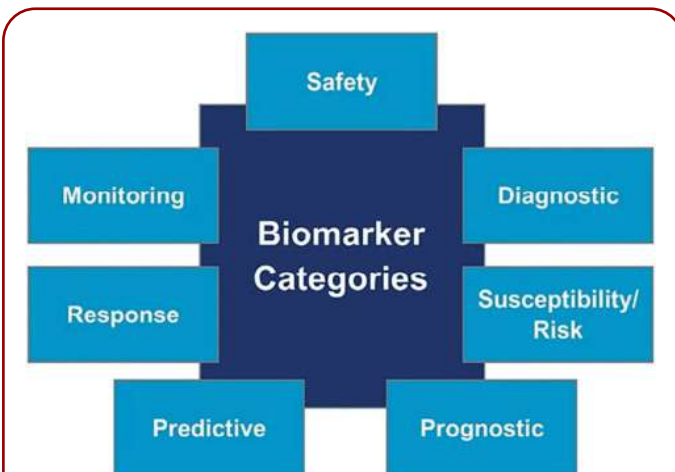 Safety
Monitoring
Diagnostic
Biomarker
Categories
Response
Susceptibility/
Risk
Predictive
Prognostic